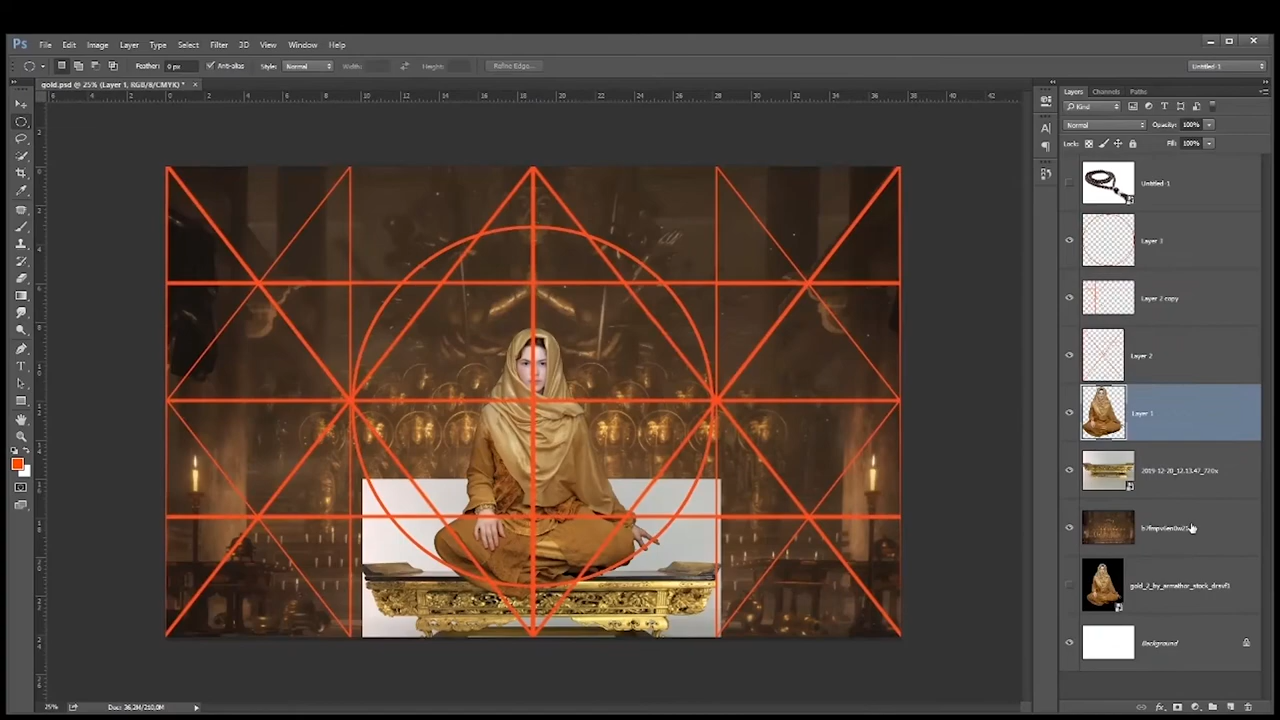 Ps File Edit Image Layer Type Select Filter 3D View Window Help
Feather: 0 px Anti-alias Style: Normal Width: Height: Refine Edge... Untitled-1
gold.psd @ 25% (Layer 1, RGB/8/CMYK) * ×
Layers Channels Paths
Kind
Normal Opacity: 100%
Lock: Fill: 100%
Untitled-1
Layer 3
Layer 2 copy
Layer 2
Layer 1
2019-12-20_12.13.47_720x
gold_2_by_armathor_stock_drsvf1
Background
25% Doc: 36,2M/210,0M